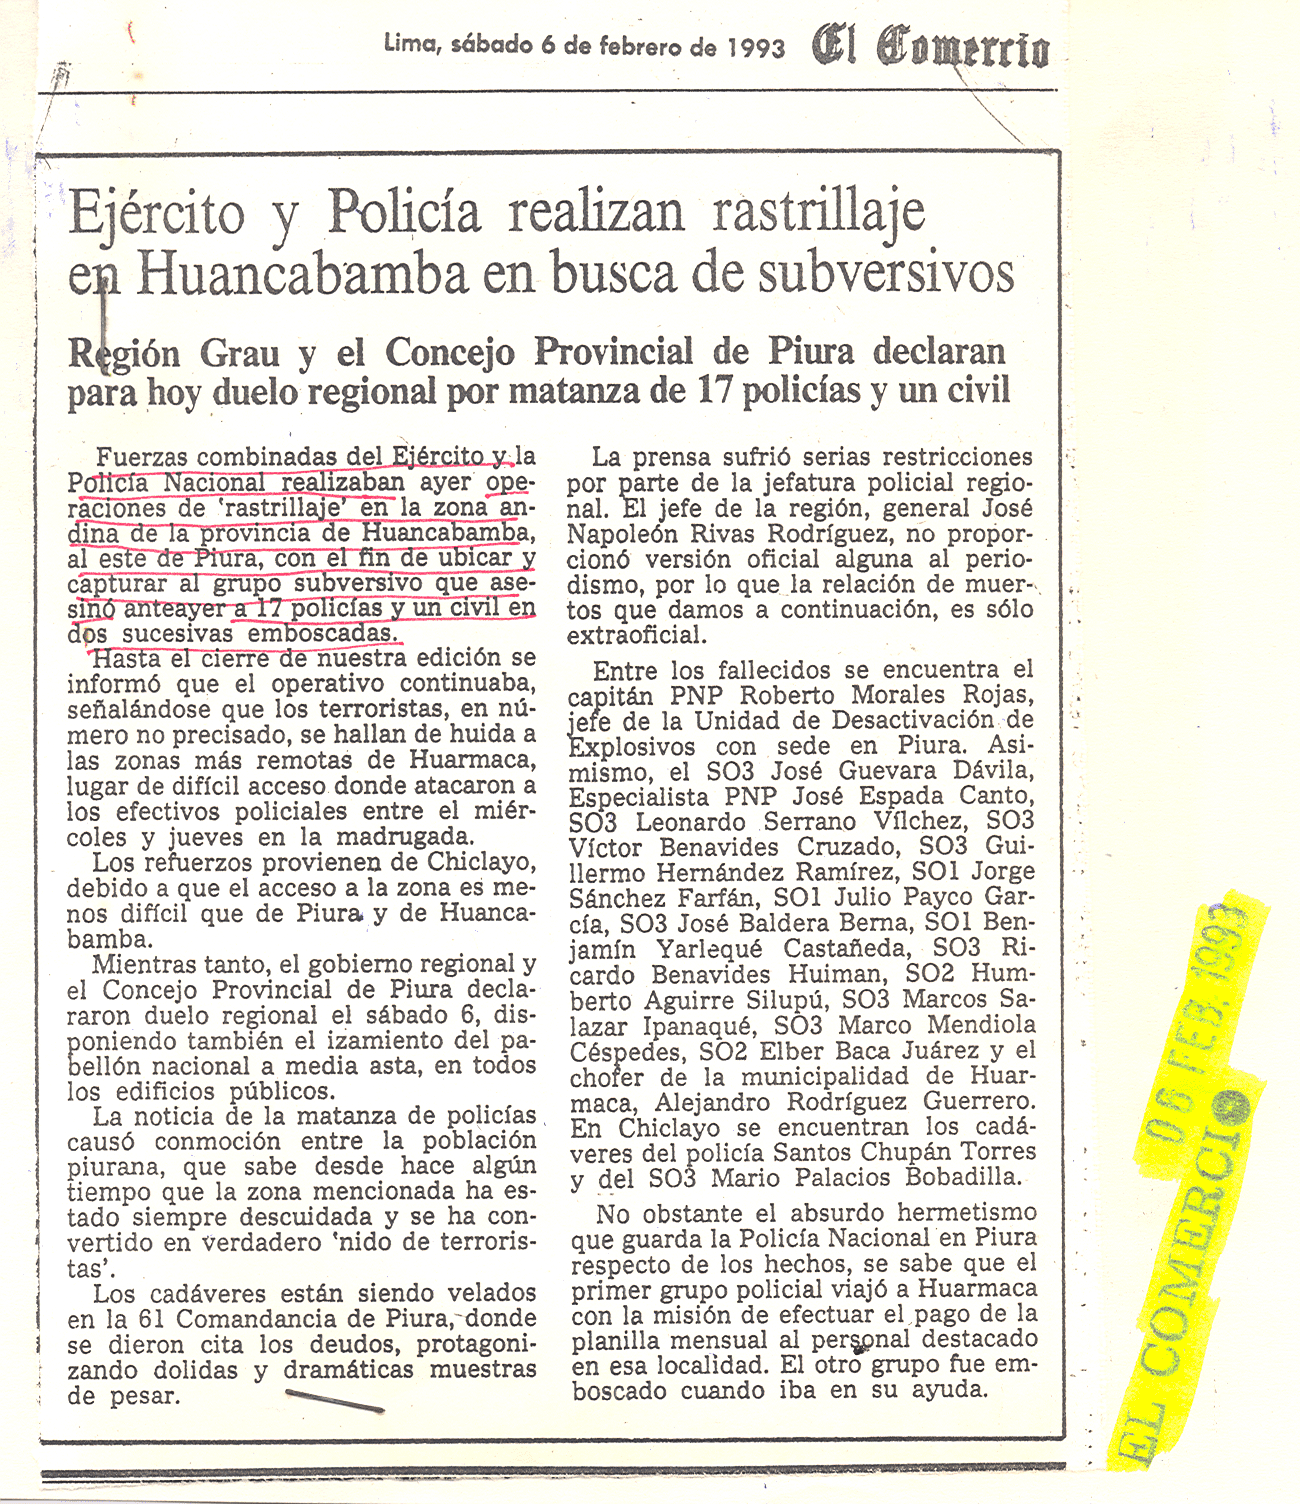 Lima, sábado 6 de febrero de 1993 El Comercio
Ejército y Policía realizan rastrillaje
en Huancabamba en busca de subversivos
Región Grau y el Concejo Provincial de Piura declaran
para hoy duelo regional por matanza de 17 policías y un civil
Fuerzas combinadas del Ejército y la
Policía Nacional realizaban ayer ope-
raciones de ‘rastrillaje’ en la zona an-
dina de la provincia de Huancabamba,
al este de Piura, con el fin de ubicar y
capturar al grupo subversivo que ase-
sinó anteayer a 17 policías y un civil en
dos sucesivas emboscadas.
Hasta el cierre de nuestra edición se
informó que el operativo continuaba,
señalándose que los terroristas, en nú-
mero no precisado, se hallan de huida a
las zonas más remotas de Huarmaca,
lugar de difícil acceso donde atacaron a
los efectivos policiales entre el miér-
coles y jueves en la madrugada.
Los refuerzos provienen de Chiclayo,
debido a que el acceso a la zona es me-
nos difícil que de Piura y de Huanca-
bamba.
Mientras tanto, el gobierno regional y
el Concejo Provincial de Piura decla-
raron duelo regional el sábado 6, dis-
poniendo también el izamiento del pa-
bellón nacional a media asta, en todos
los edificios públicos.
La noticia de la matanza de policías
causó conmoción entre la población
piurana, que sabe desde hace algún
tiempo que la zona mencionada ha es-
tado siempre descuidada y se ha con-
vertido en verdadero ‘nido de terroris-
tas’.
Los cadáveres están siendo velados
en la 61 Comandancia de Piura, donde
se dieron cita los deudos, protagoni-
zando dolidas y dramáticas muestras
de pesar.
La prensa sufrió serias restricciones
por parte de la jefatura policial regio-
nal. El jefe de la región, general José
Napoleón Rivas Rodríguez, no propor-
cionó versión oficial alguna al perio-
dismo, por lo que la relación de muer-
tos que damos a continuación, es sólo
extraoficial.
Entre los fallecidos se encuentra el
capitán PNP Roberto Morales Rojas,
jefe de la Unidad de Desactivación de
Explosivos con sede en Piura. Asi-
mismo, el SO3 José Guevara Dávila,
Especialista PNP José Espada Canto,
SO3 Leonardo Serrano Vílchez, SO3
Víctor Benavides Cruzado, SO3 Gui-
llermo Hernández Ramírez, SO1 Jorge
Sánchez Farfán, SO1 Julio Payco Gar-
cía, SO3 José Baldera Berna, SO1 Ben-
jamín Yarlequé Castañeda, SO3 Ri-
cardo Benavides Huiman, SO2 Hum-
berto Aguirre Silupú, SO3 Marcos Sa-
lazar Ipanaqué, SO3 Marco Mendiola
Céspedes, SO2 Elber Baca Juárez y el
chofer de la municipalidad de Huar-
maca, Alejandro Rodríguez Guerrero.
En Chiclayo se encuentran los cadá-
veres del policía Santos Chupán Torres
y del SO3 Mario Palacios Bobadilla.
No obstante el absurdo hermetismo
que guarda la Policía Nacional en Piura
respecto de los hechos, se sabe que el
primer grupo policial viajó a Huarmaca
con la misión de efectuar el pago de la
planilla mensual al personal destacado
en esa localidad. El otro grupo fue em-
boscado cuando iba en su ayuda.
06 FEB. 1993
EL COMERCIO